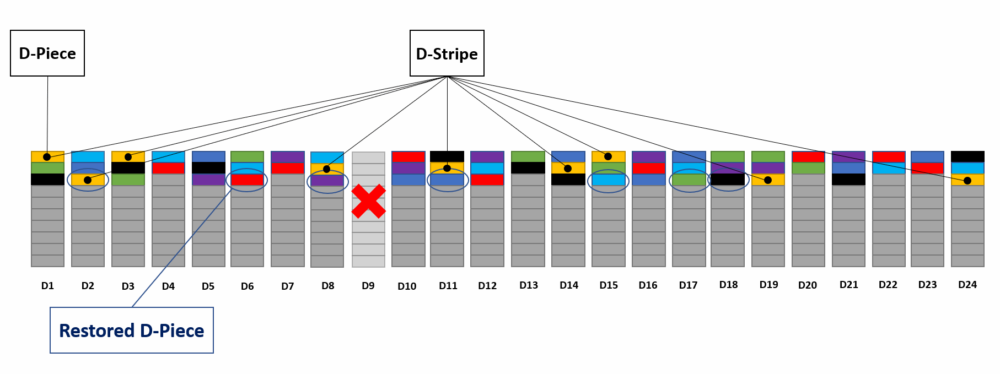 D-Piece
D-Stripe
D1 D2 D3 D4 D5 D6 D7 D8 D9 D10 D11 D12 D13 D14 D15 D16 D17 D18 D19 D20 D21 D22 D23 D24
Restored D-Piece